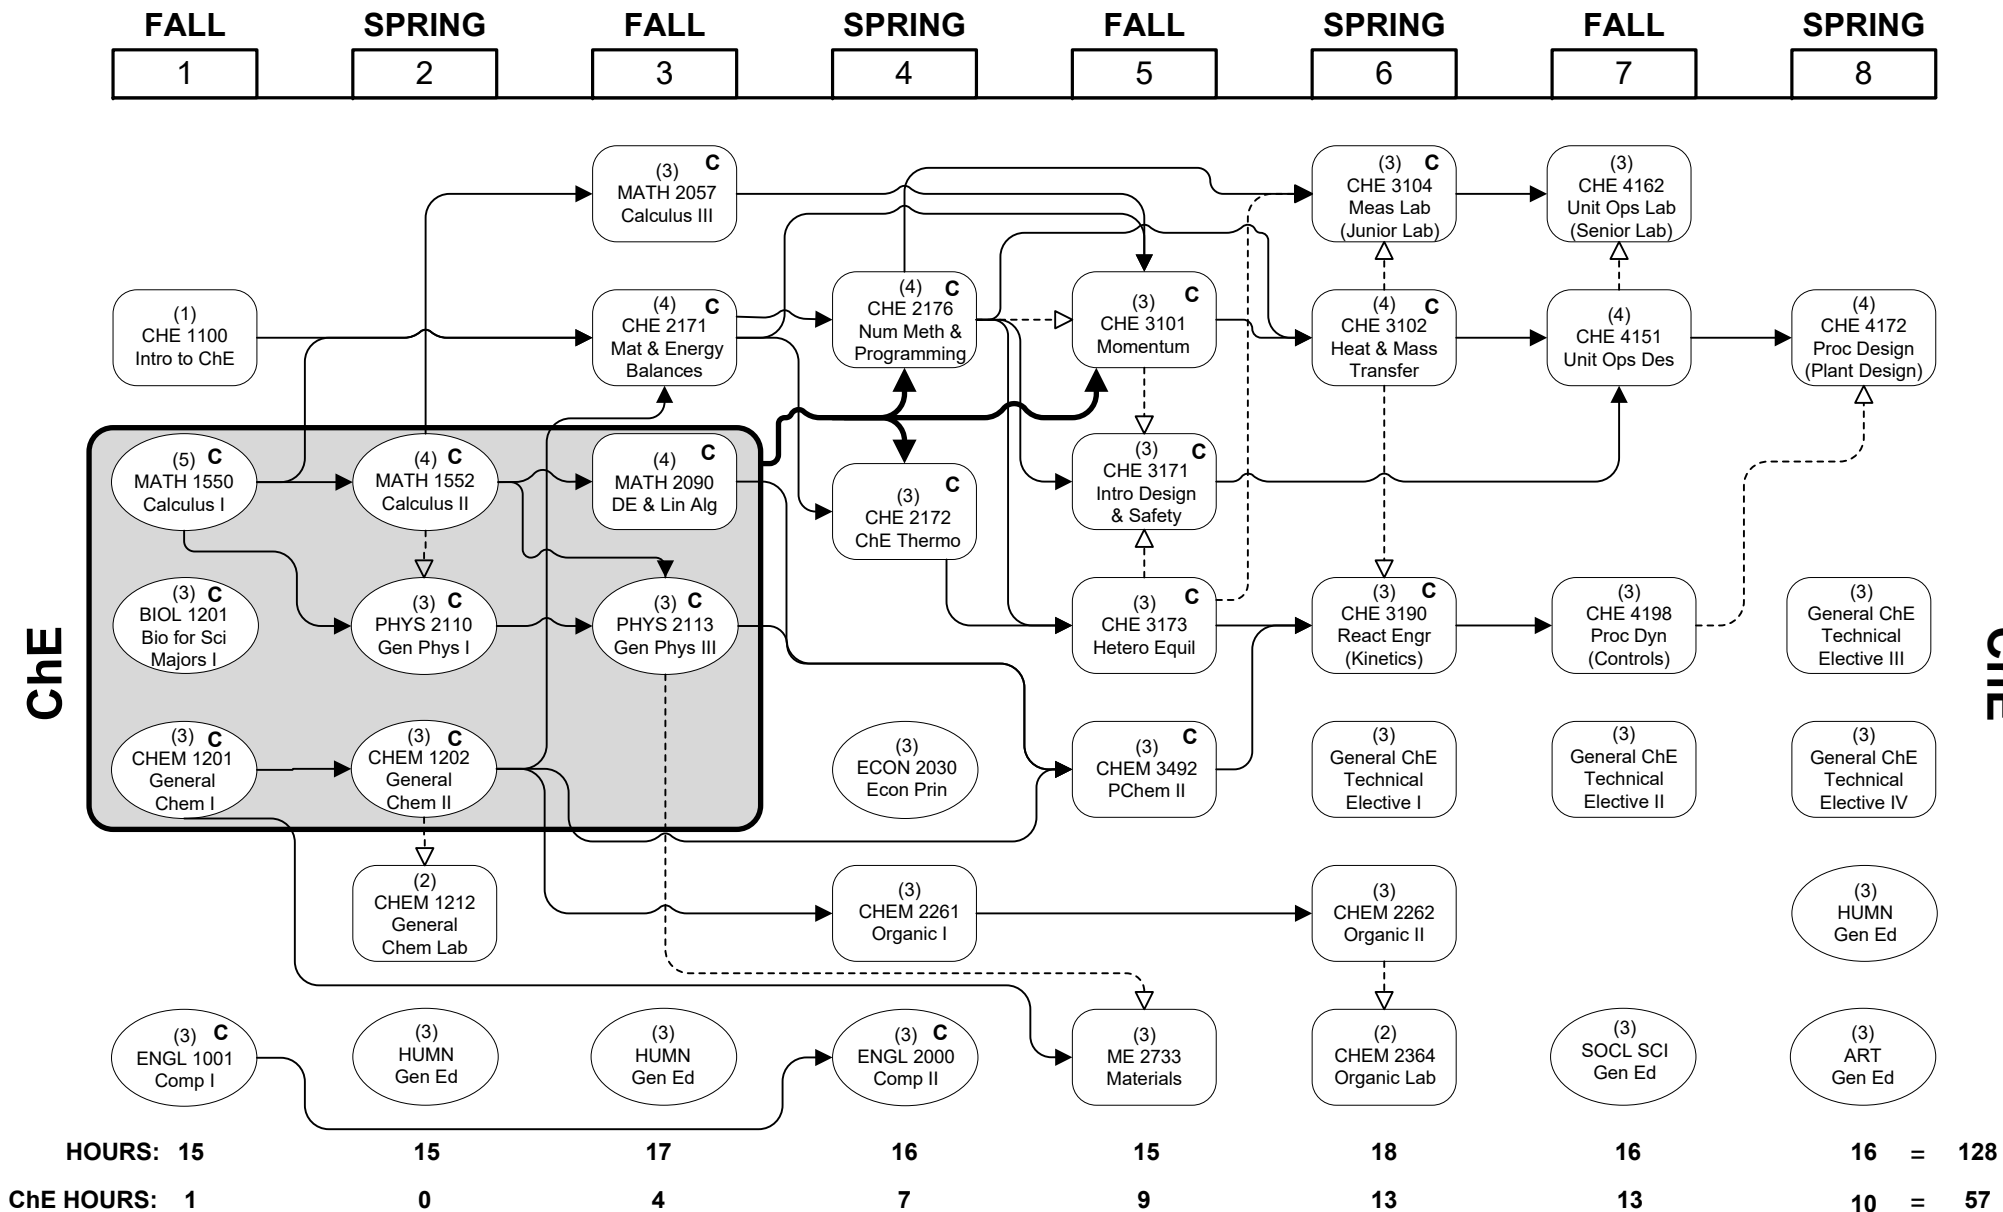 FALL SPRING FALL SPRING FALL SPRING FALL SPRING
1 2 3 4 5 6 7 8
(3) C
MATH 2057
Calculus III
(3) C
CHE 3104
Meas Lab
(Junior Lab)
(3)
CHE 4162
Unit Ops Lab
(Senior Lab)
(1)
CHE 1100
Intro to ChE
(4) C
CHE 2171
Mat & Energy
Balances
(4) C
CHE 2176
Num Meth &
Programming
(3) C
CHE 3101
Momentum
(4) C
CHE 3102
Heat & Mass
Transfer
(4)
CHE 4151
Unit Ops Des
(4)
CHE 4172
Proc Design
(Plant Design)
(5) C
MATH 1550
Calculus I
(4) C
MATH 1552
Calculus II
(4) C
MATH 2090
DE & Lin Alg
(3) C
CHE 2172
ChE Thermo
(3) C
CHE 3171
Intro Design
& Safety
ChE
(3) C
BIOL 1201
Bio for Sci
Majors I
(3) C
PHYS 2110
Gen Phys I
(3) C
PHYS 2113
Gen Phys III
(3) C
CHE 3173
Hetero Equil
(3) C
CHE 3190
React Engr
(Kinetics)
(3)
CHE 4198
Proc Dyn
(Controls)
(3)
General ChE
Technical
Elective III
ChE
(3) C
CHEM 1201
General
Chem I
(3) C
CHEM 1202
General
Chem II
(3)
ECON 2030
Econ Prin
(3) C
CHEM 3492
PChem II
(3)
General ChE
Technical
Elective I
(3)
General ChE
Technical
Elective II
(3)
General ChE
Technical
Elective IV
(2)
CHEM 1212
General
Chem Lab
(3)
CHEM 2261
Organic I
(3)
CHEM 2262
Organic II
(3)
HUMN
Gen Ed
(3) C
ENGL 1001
Comp I
(3)
HUMN
Gen Ed
(3)
HUMN
Gen Ed
(3) C
ENGL 2000
Comp II
(3)
ME 2733
Materials
(2)
CHEM 2364
Organic Lab
(3)
SOCL SCI
Gen Ed
(3)
ART
Gen Ed
HOURS: 15 15 17 16 15 18 16 16 = 128
ChE HOURS: 1 0 4 7 9 13 13 10 = 57